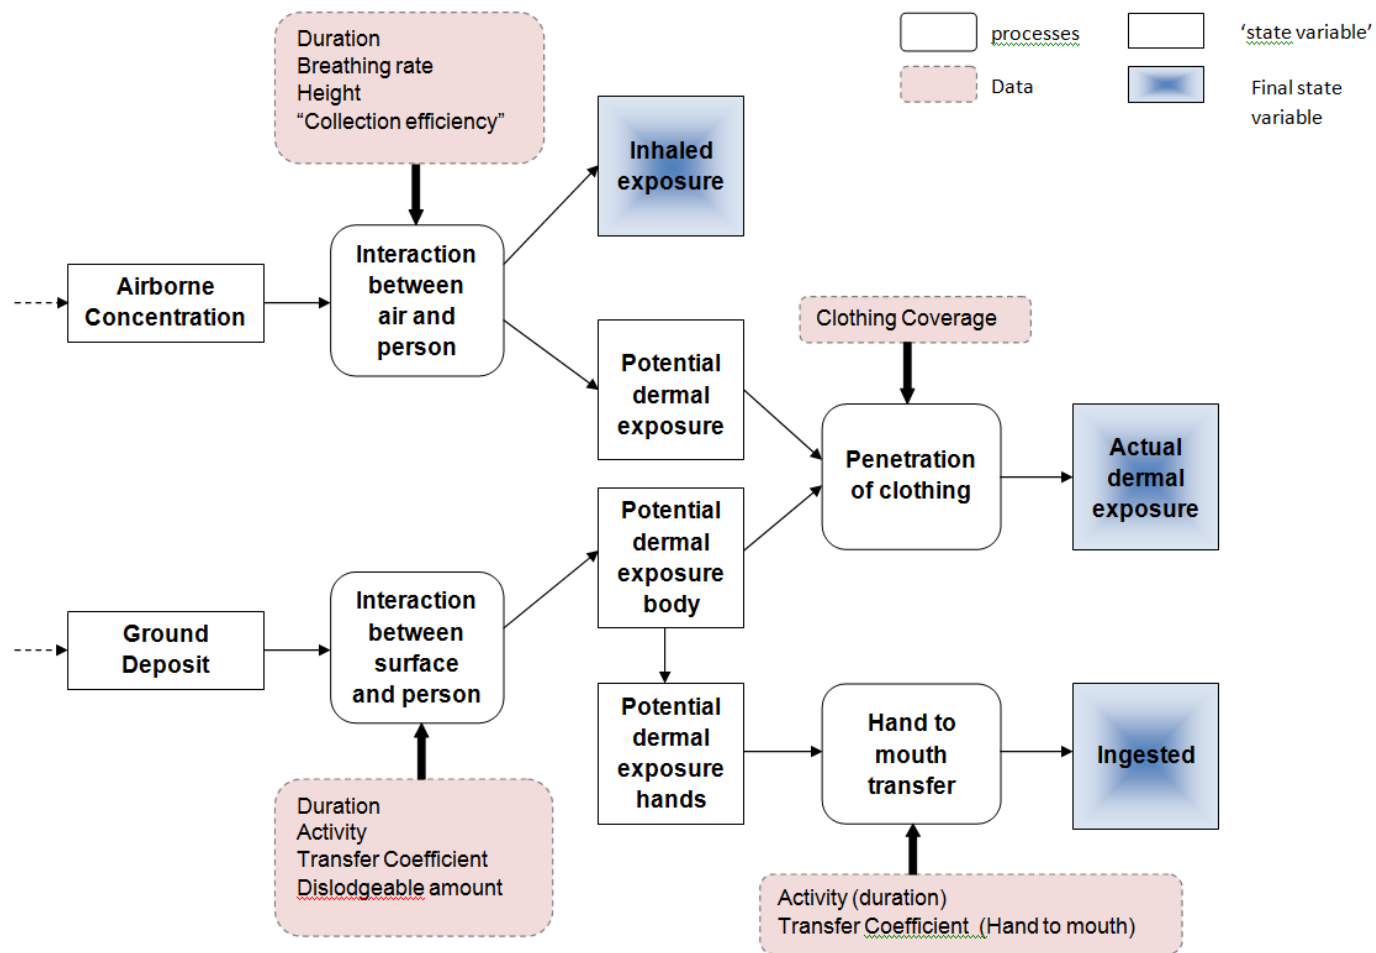 Duration
Breathing rate
Height
“Collection efficiency”
processes
‘state variable’
Data
Final state
variable
Inhaled
exposure
Interaction
between
air and
person
Airborne
Concentration
Clothing Coverage
Potential
dermal
exposure
Penetration
of clothing
Actual
dermal
exposure
Potential
dermal
exposure
body
Interaction
between
surface
and person
Ground
Deposit
Potential
dermal
exposure
hands
Hand to
mouth
transfer
Ingested
Duration
Activity
Transfer Coefficient
Dislodgeable amount
Activity (duration)
Transfer Coefficient (Hand to mouth)